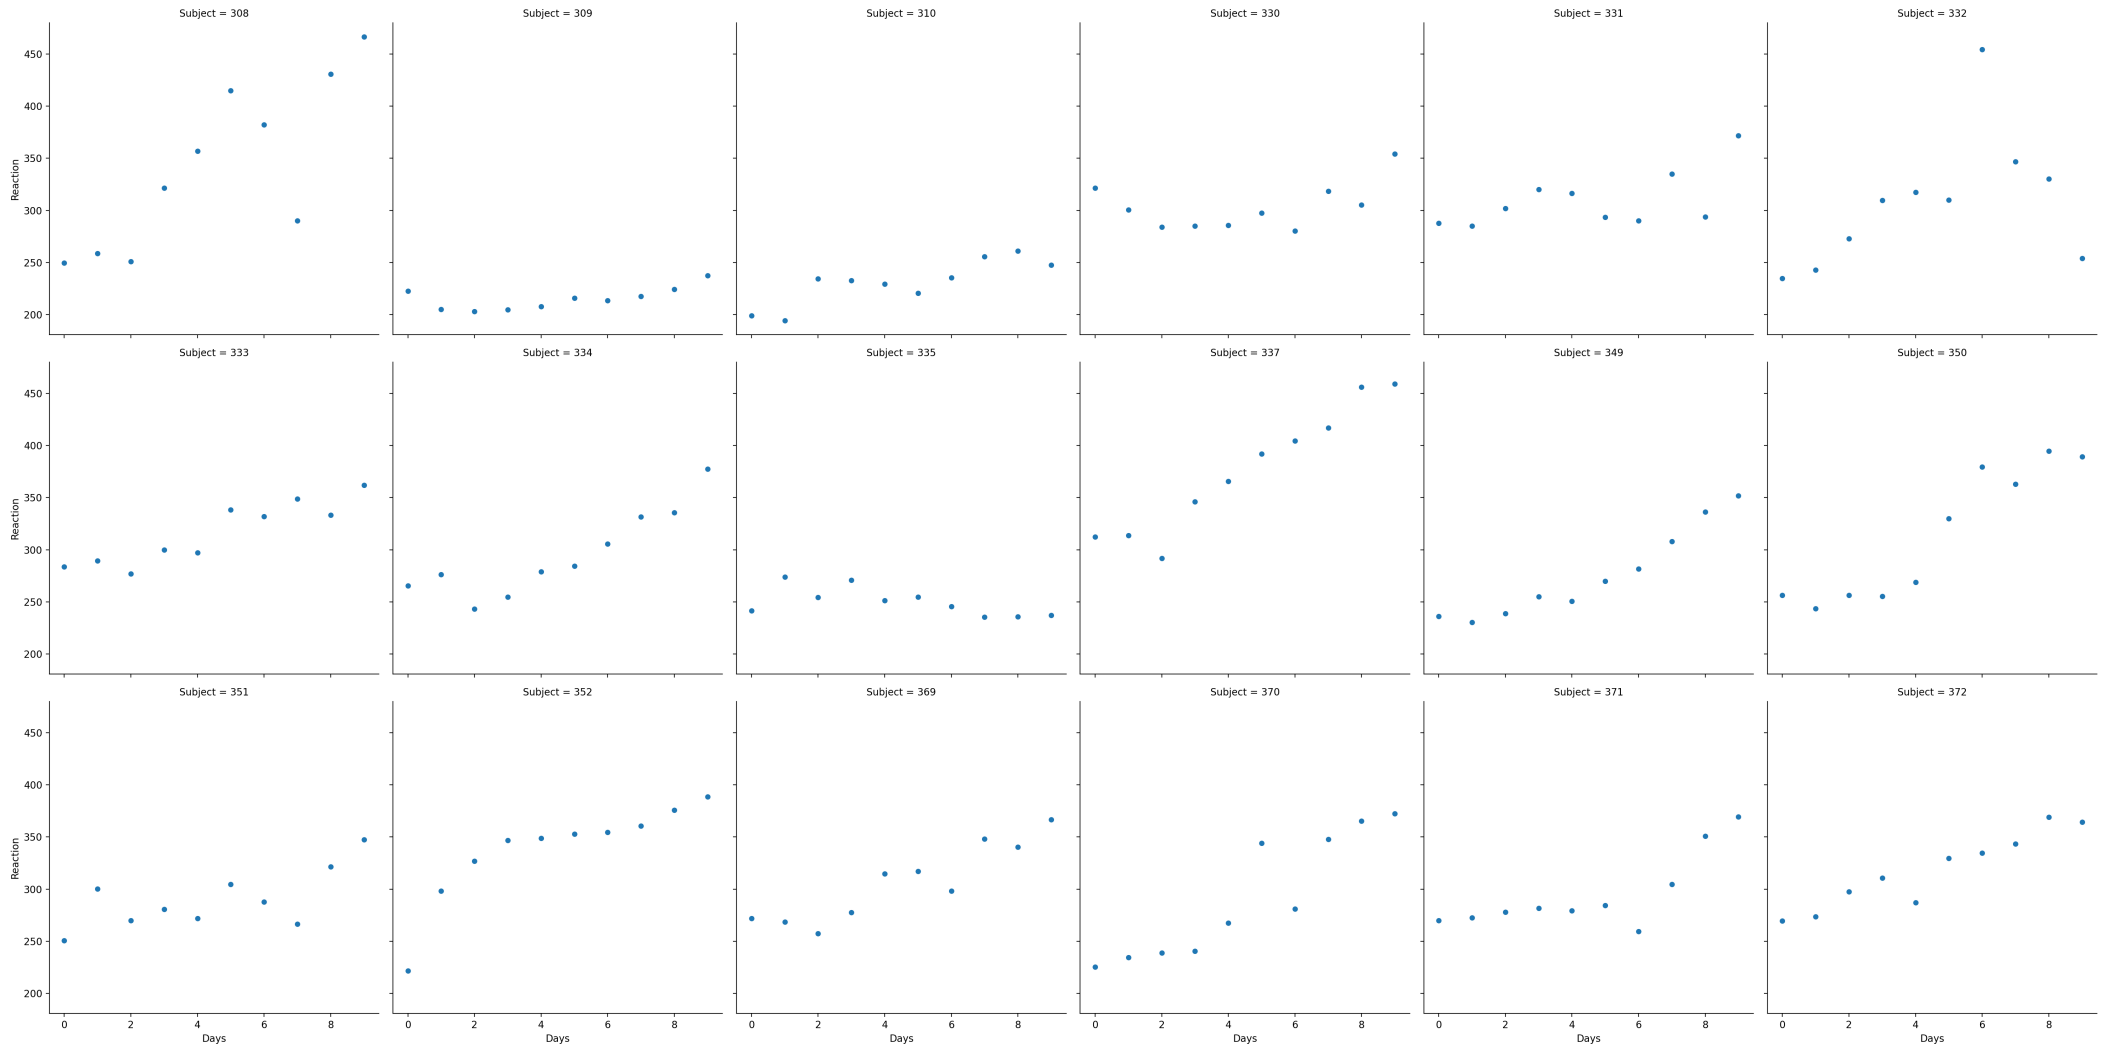 Subject = 308
Subject = 309
Subject = 310
Subject = 330
Subject = 331
Subject = 332
450
400
350
300
250
200
Reaction
Subject = 333
Subject = 334
Subject = 335
Subject = 337
Subject = 349
Subject = 350
450
400
350
300
250
200
Reaction
Subject = 351
Subject = 352
Subject = 369
Subject = 370
Subject = 371
Subject = 372
450
400
350
300
250
200
Reaction
0 2 4 6 8
0 2 4 6 8
0 2 4 6 8
0 2 4 6 8
0 2 4 6 8
0 2 4 6 8
Days
Days
Days
Days
Days
Days